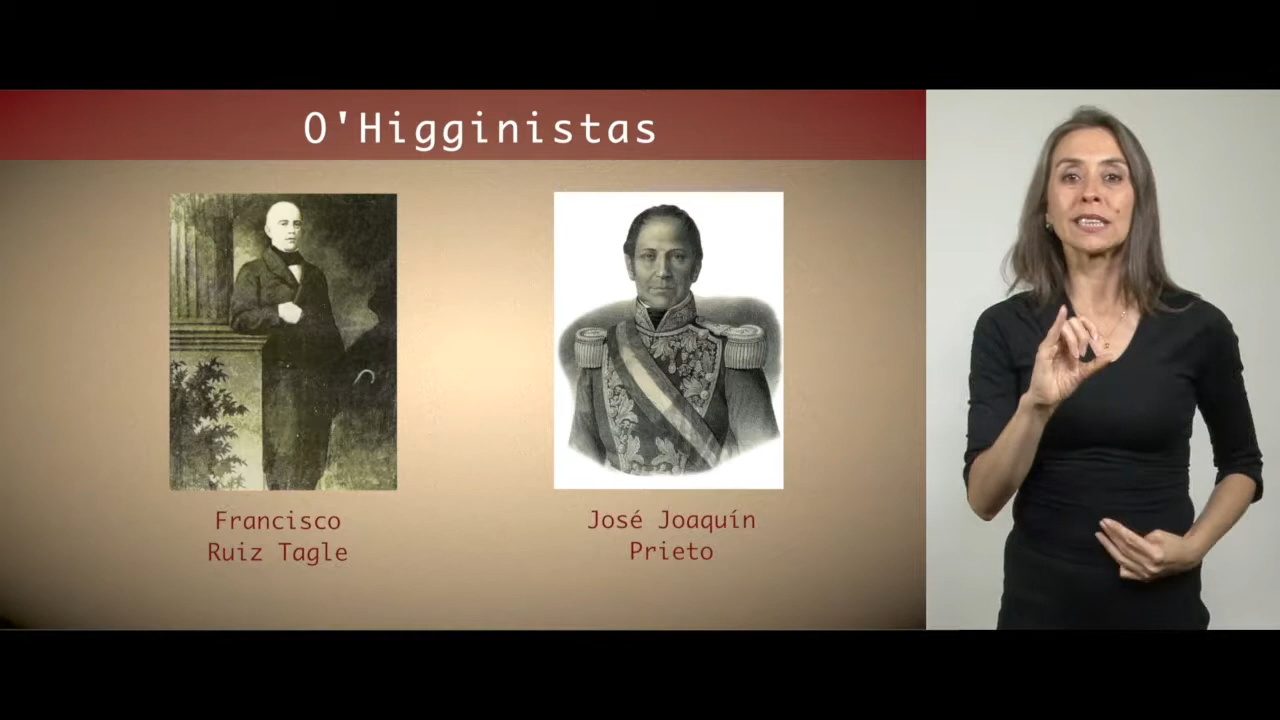 O'Higginistas
Francisco
Ruiz Tagle
José Joaquín
Prieto